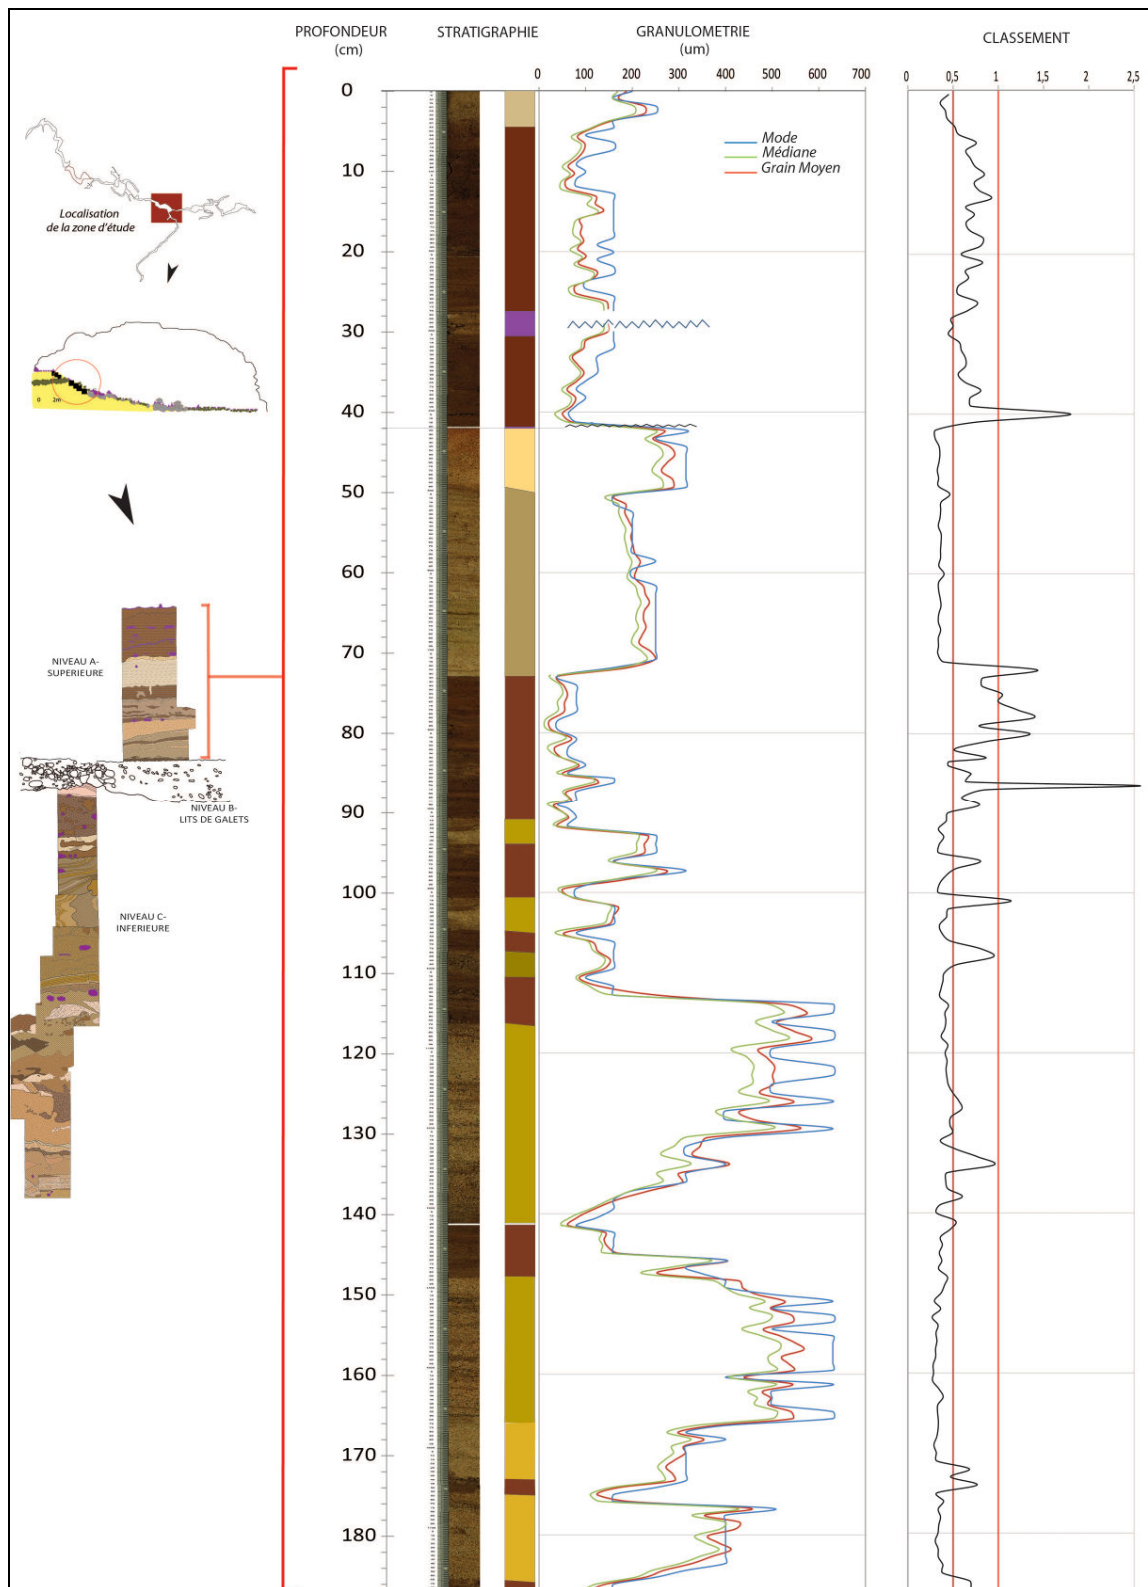 PROFONDEUR
(cm)
STRATIGRAPHIE
GRANULOMETRIE
(um)
CLASSEMENT
0 100 200 300 400 500 600 700
0 0,5 1 1,5 2 2,5
0
10
20
30
40
50
60
70
80
90
100
110
120
130
140
150
160
170
180
Mode
Médiane
Grain Moyen
Localisation
de la zone d'étude
0 2m
NIVEAU A-
SUPERIEURE
NIVEAU B-
LITS DE GALETS
NIVEAU C-
INFERIEURE